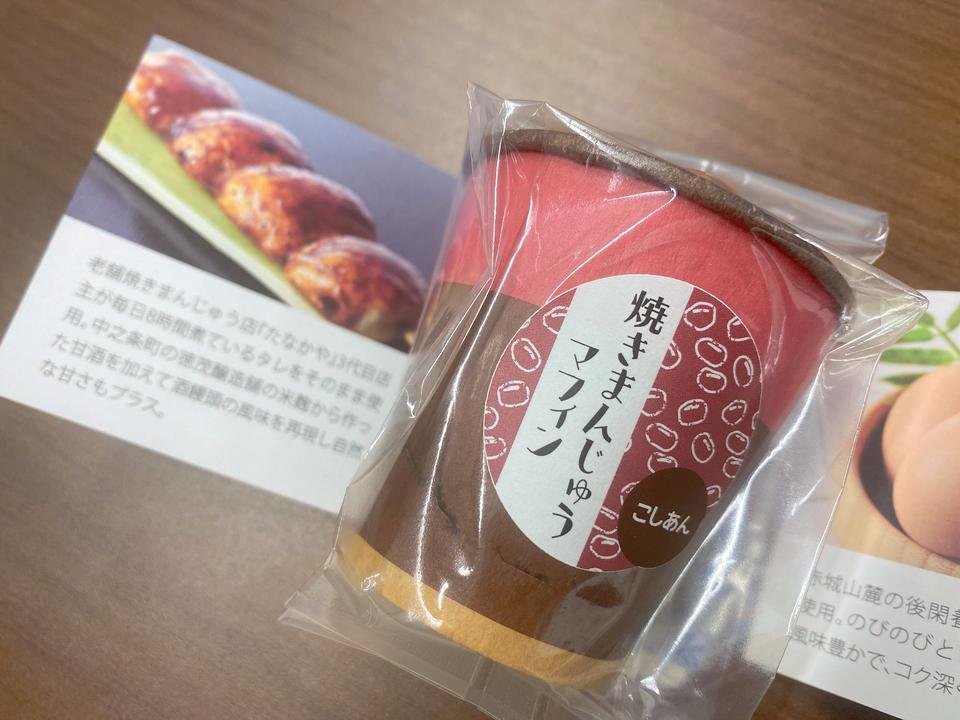 老舗焼きまんじゅう店「たなかや」3代目店
主が毎日8時間煮ているタレをそのまま使
用。中之条町の徳茂醸造舗の米麹から作っ
た甘酒を加えて酒饅頭の風味を再現し自然
な甘さもプラス。
焼きまんじゅう
マフィン
こしあん
赤城山麓の後閑養
使用。のびのびと
風味豊かで、コク深く